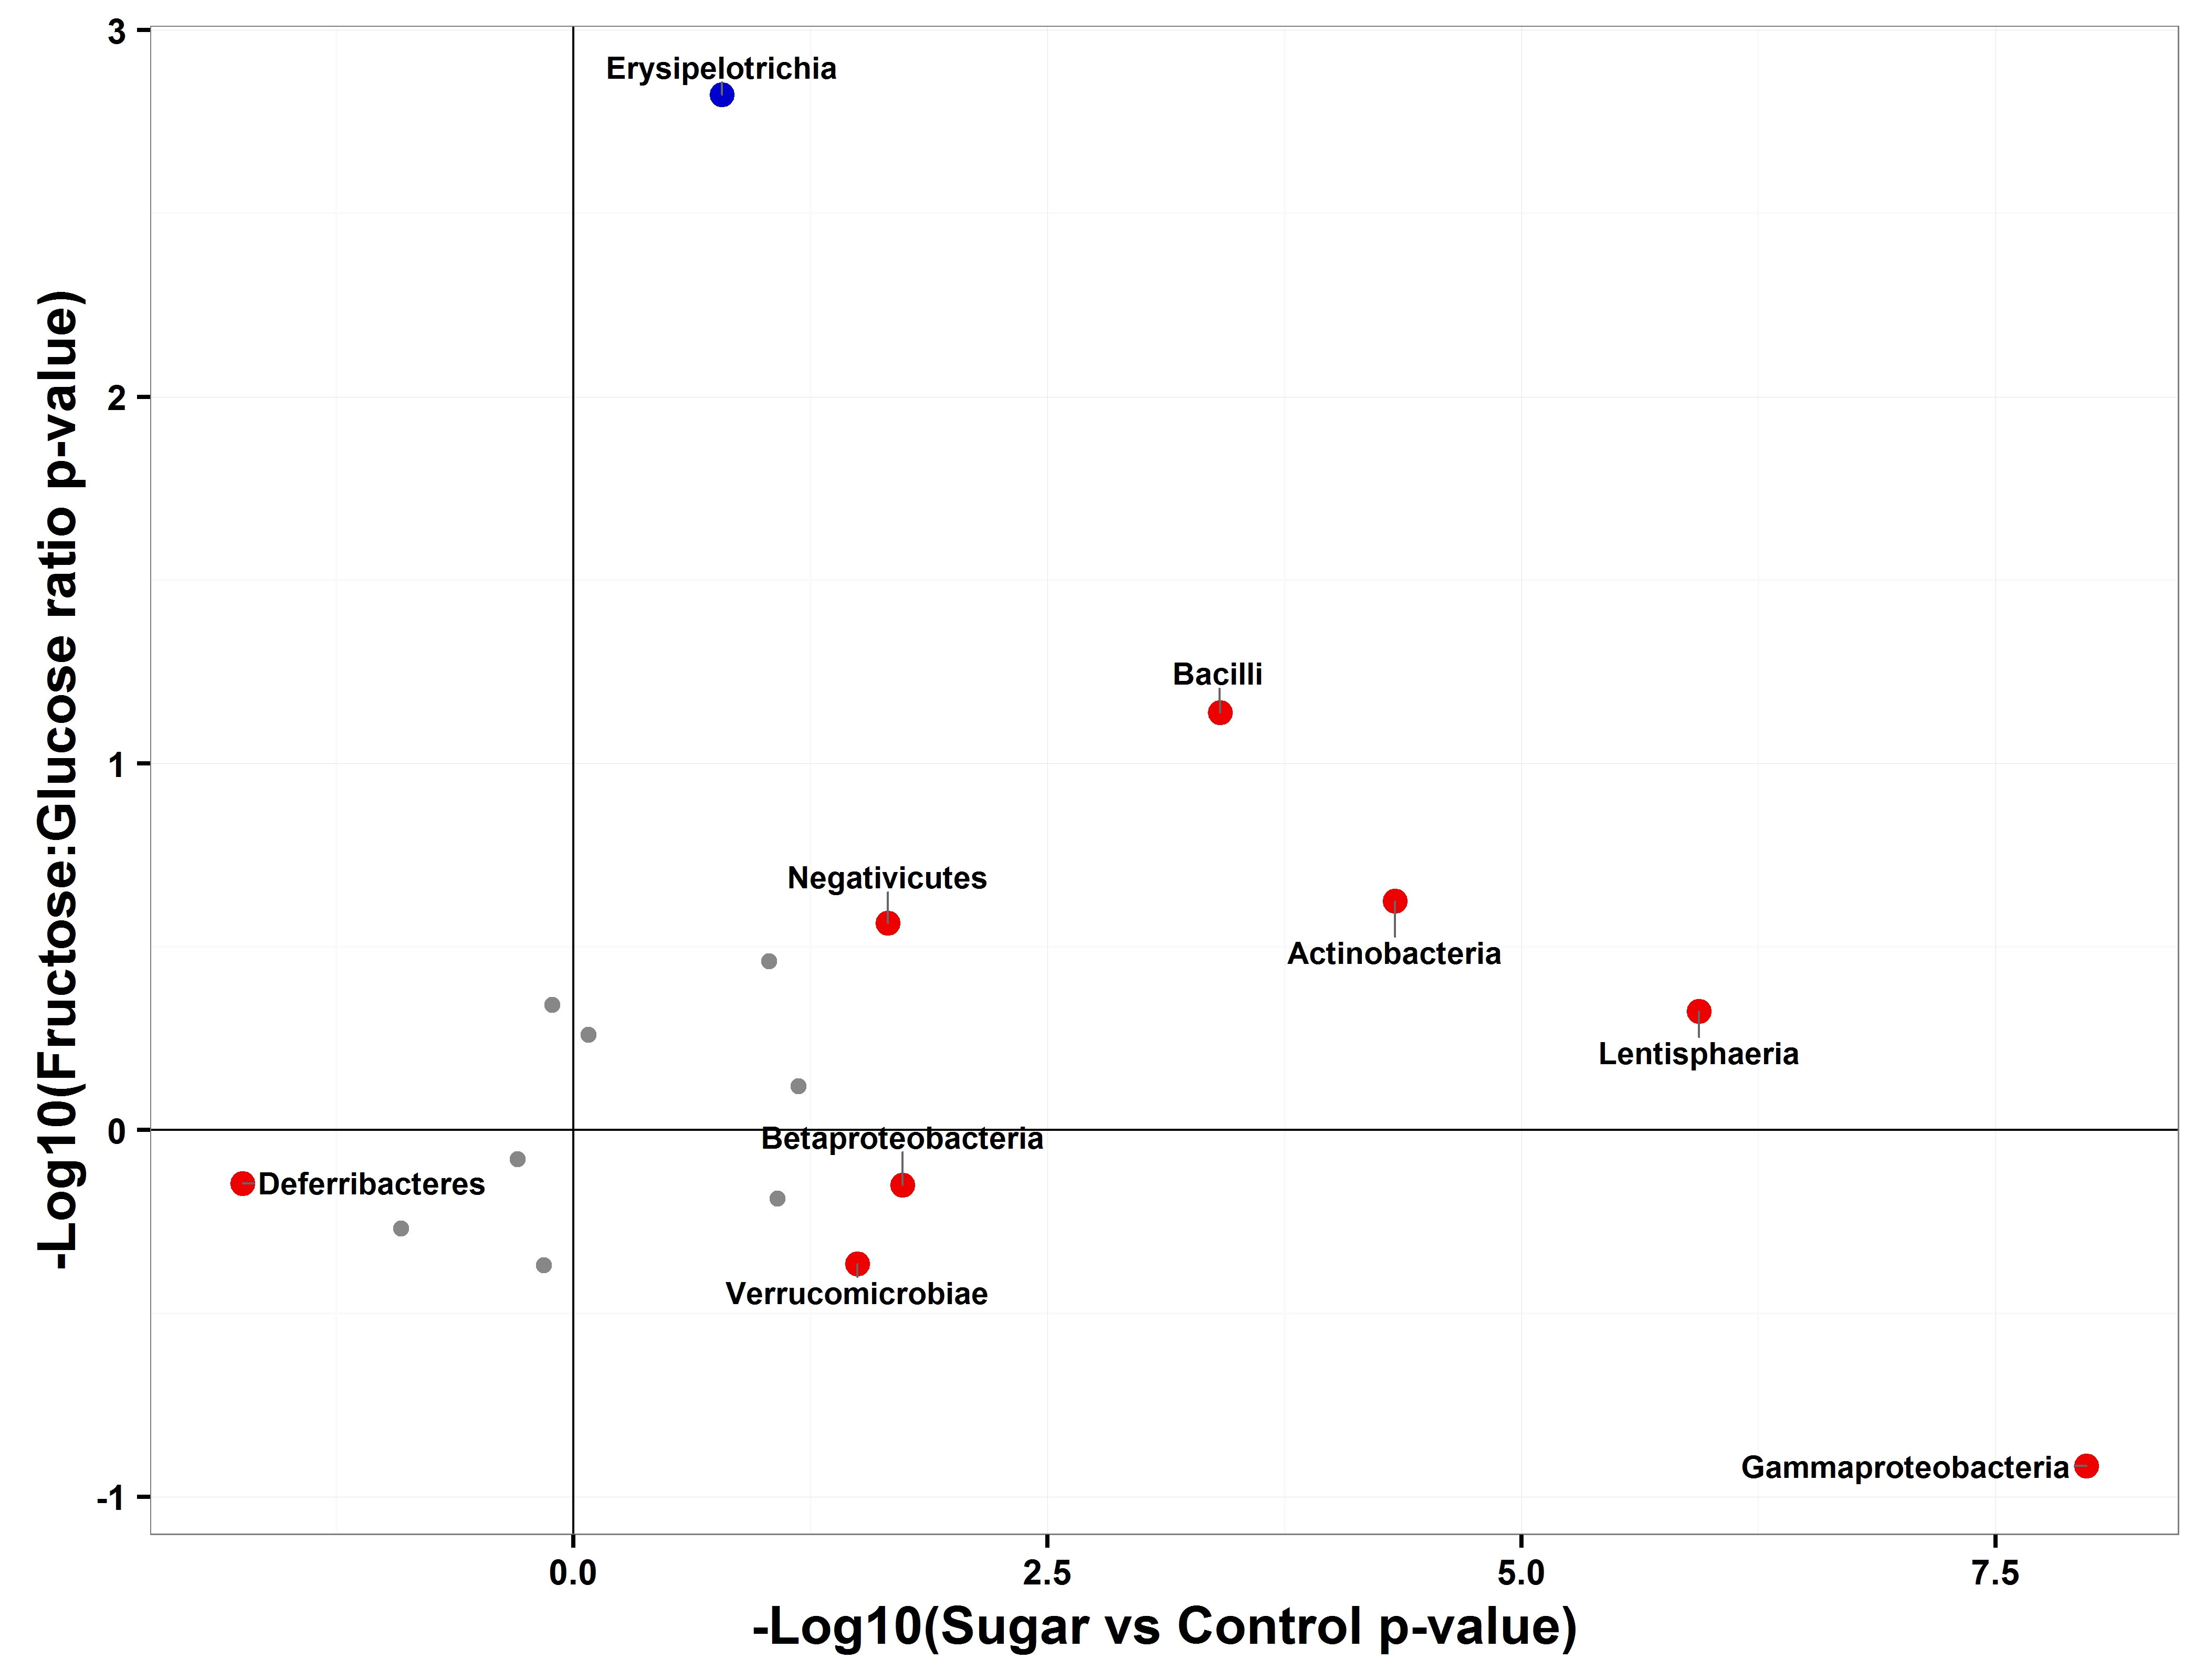 3
Erysipelotrichia
2
Bacilli
1
Negativicutes
Actinobacteria
Lentisphaeria
0
Betaproteobacteria
Deferribacteres
Verrucomicrobiae
Gammaproteobacteria
-1
0.0 2.5 5.0 7.5
-Log10(Sugar vs Control p-value)
-Log10(Fructose:Glucose ratio p-value)